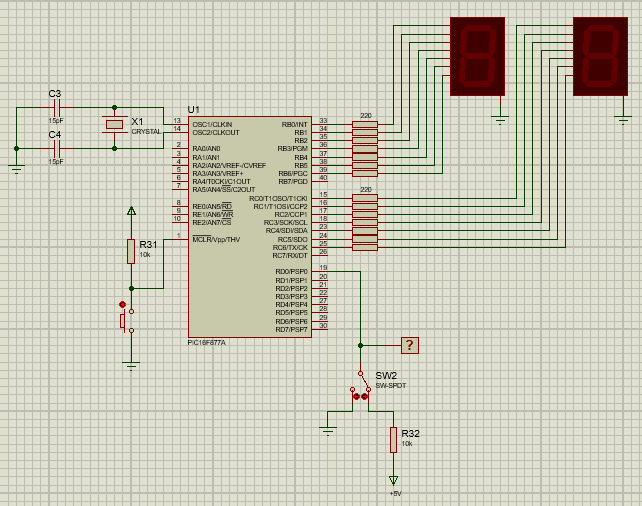 C3
15pF
C4
15pF
X1
CRYSTAL
R31
10k
U1
13 OSC1/CLKIN
14 OSC2/CLKOUT
2 RA0/AN0
3 RA1/AN1
4 RA2/AN2/VREF-/CVREF
5 RA3/AN3/VREF+
6 RA4/T0CKI/C1OUT
7 RA5/AN4/SS/C2OUT
8 RE0/AN5/RD
9 RE1/AN6/WR
10 RE2/AN7/CS
1 MCLR/Vpp/THV
RB0/INT 33
RB1 34
RB2 35
RB3/PGM 36
RB4 37
RB5 38
RB6/PGC 39
RB7/PGD 40
RC0/T1OSO/T1CKI 15
RC1/T1OSI/CCP2 16
RC2/CCP1 17
RC3/SCK/SCL 18
RC4/SDI/SDA 23
RC5/SDO 24
RC6/TX/CK 25
RC7/RX/DT 26
RD0/PSP0 19
RD1/PSP1 20
RD2/PSP2 21
RD3/PSP3 22
RD4/PSP4 27
RD5/PSP5 28
RD6/PSP6 29
RD7/PSP7 30
PIC16F877A
220
220
?
SW2
SW-SPDT
R32
10k
+5V